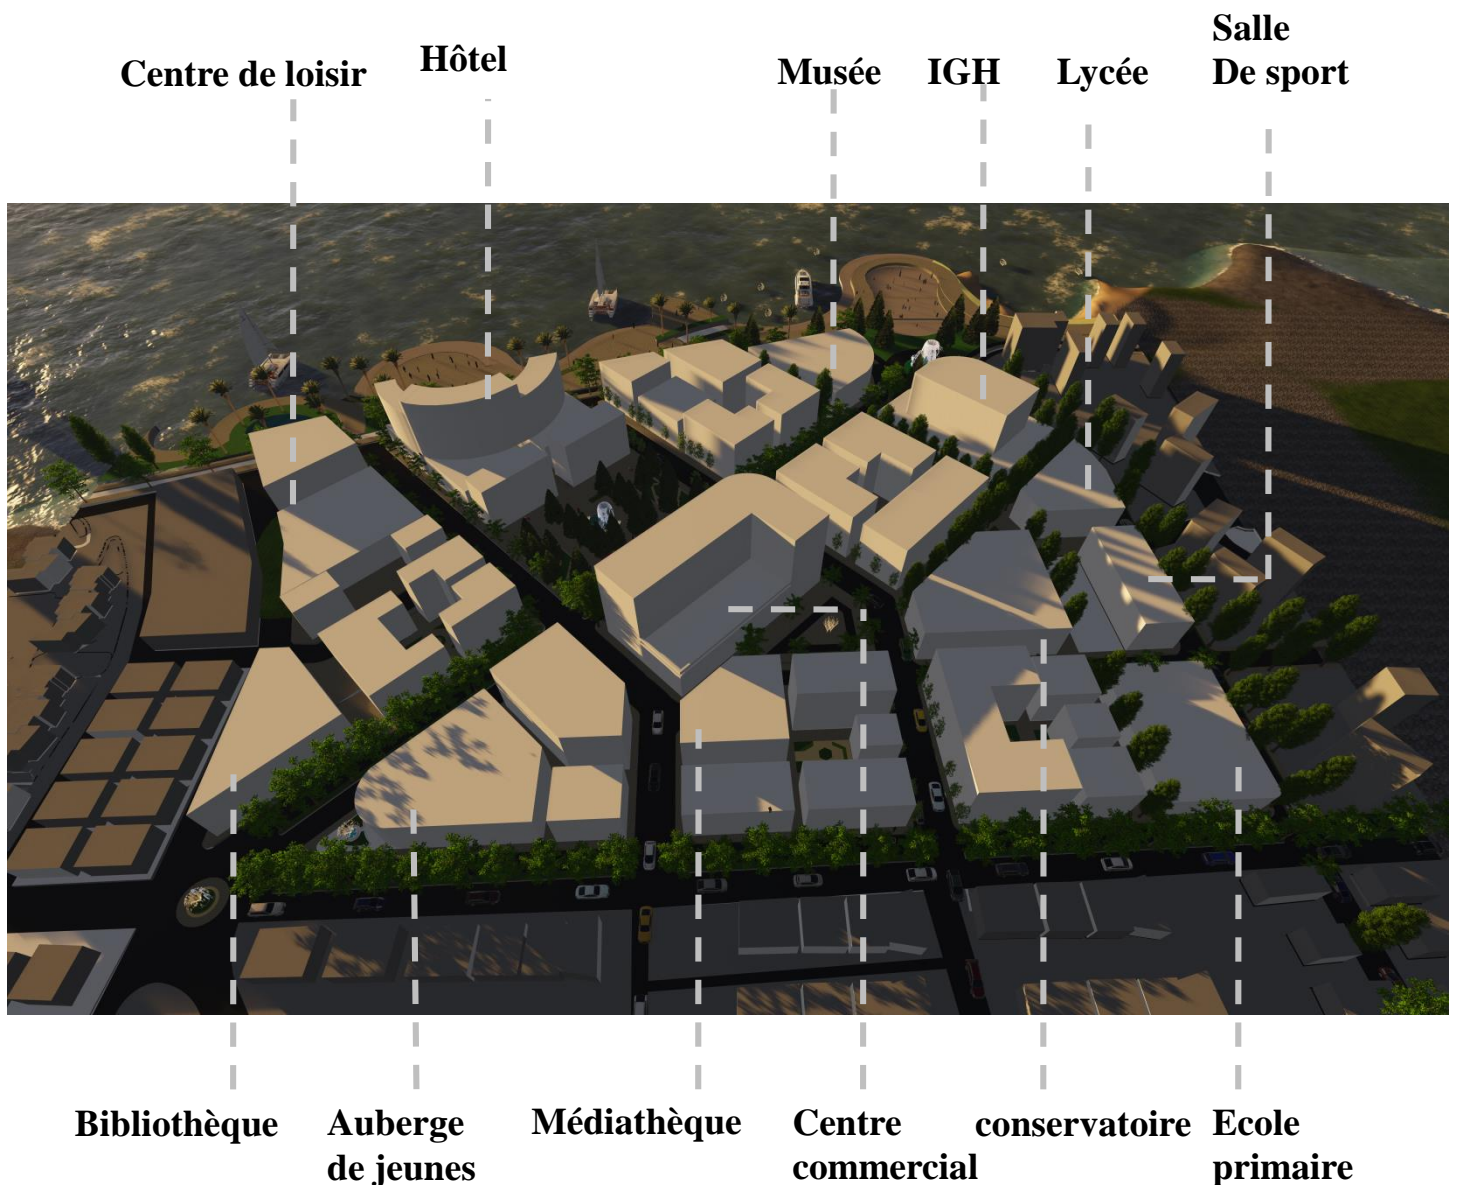 Centre de loisir
Hôtel
Musée
IGH
Lycée
Salle
De sport
Bibliothèque
Auberge
de jeunes
Médiathèque
Centre
commercial
conservatoire
Ecole
primaire